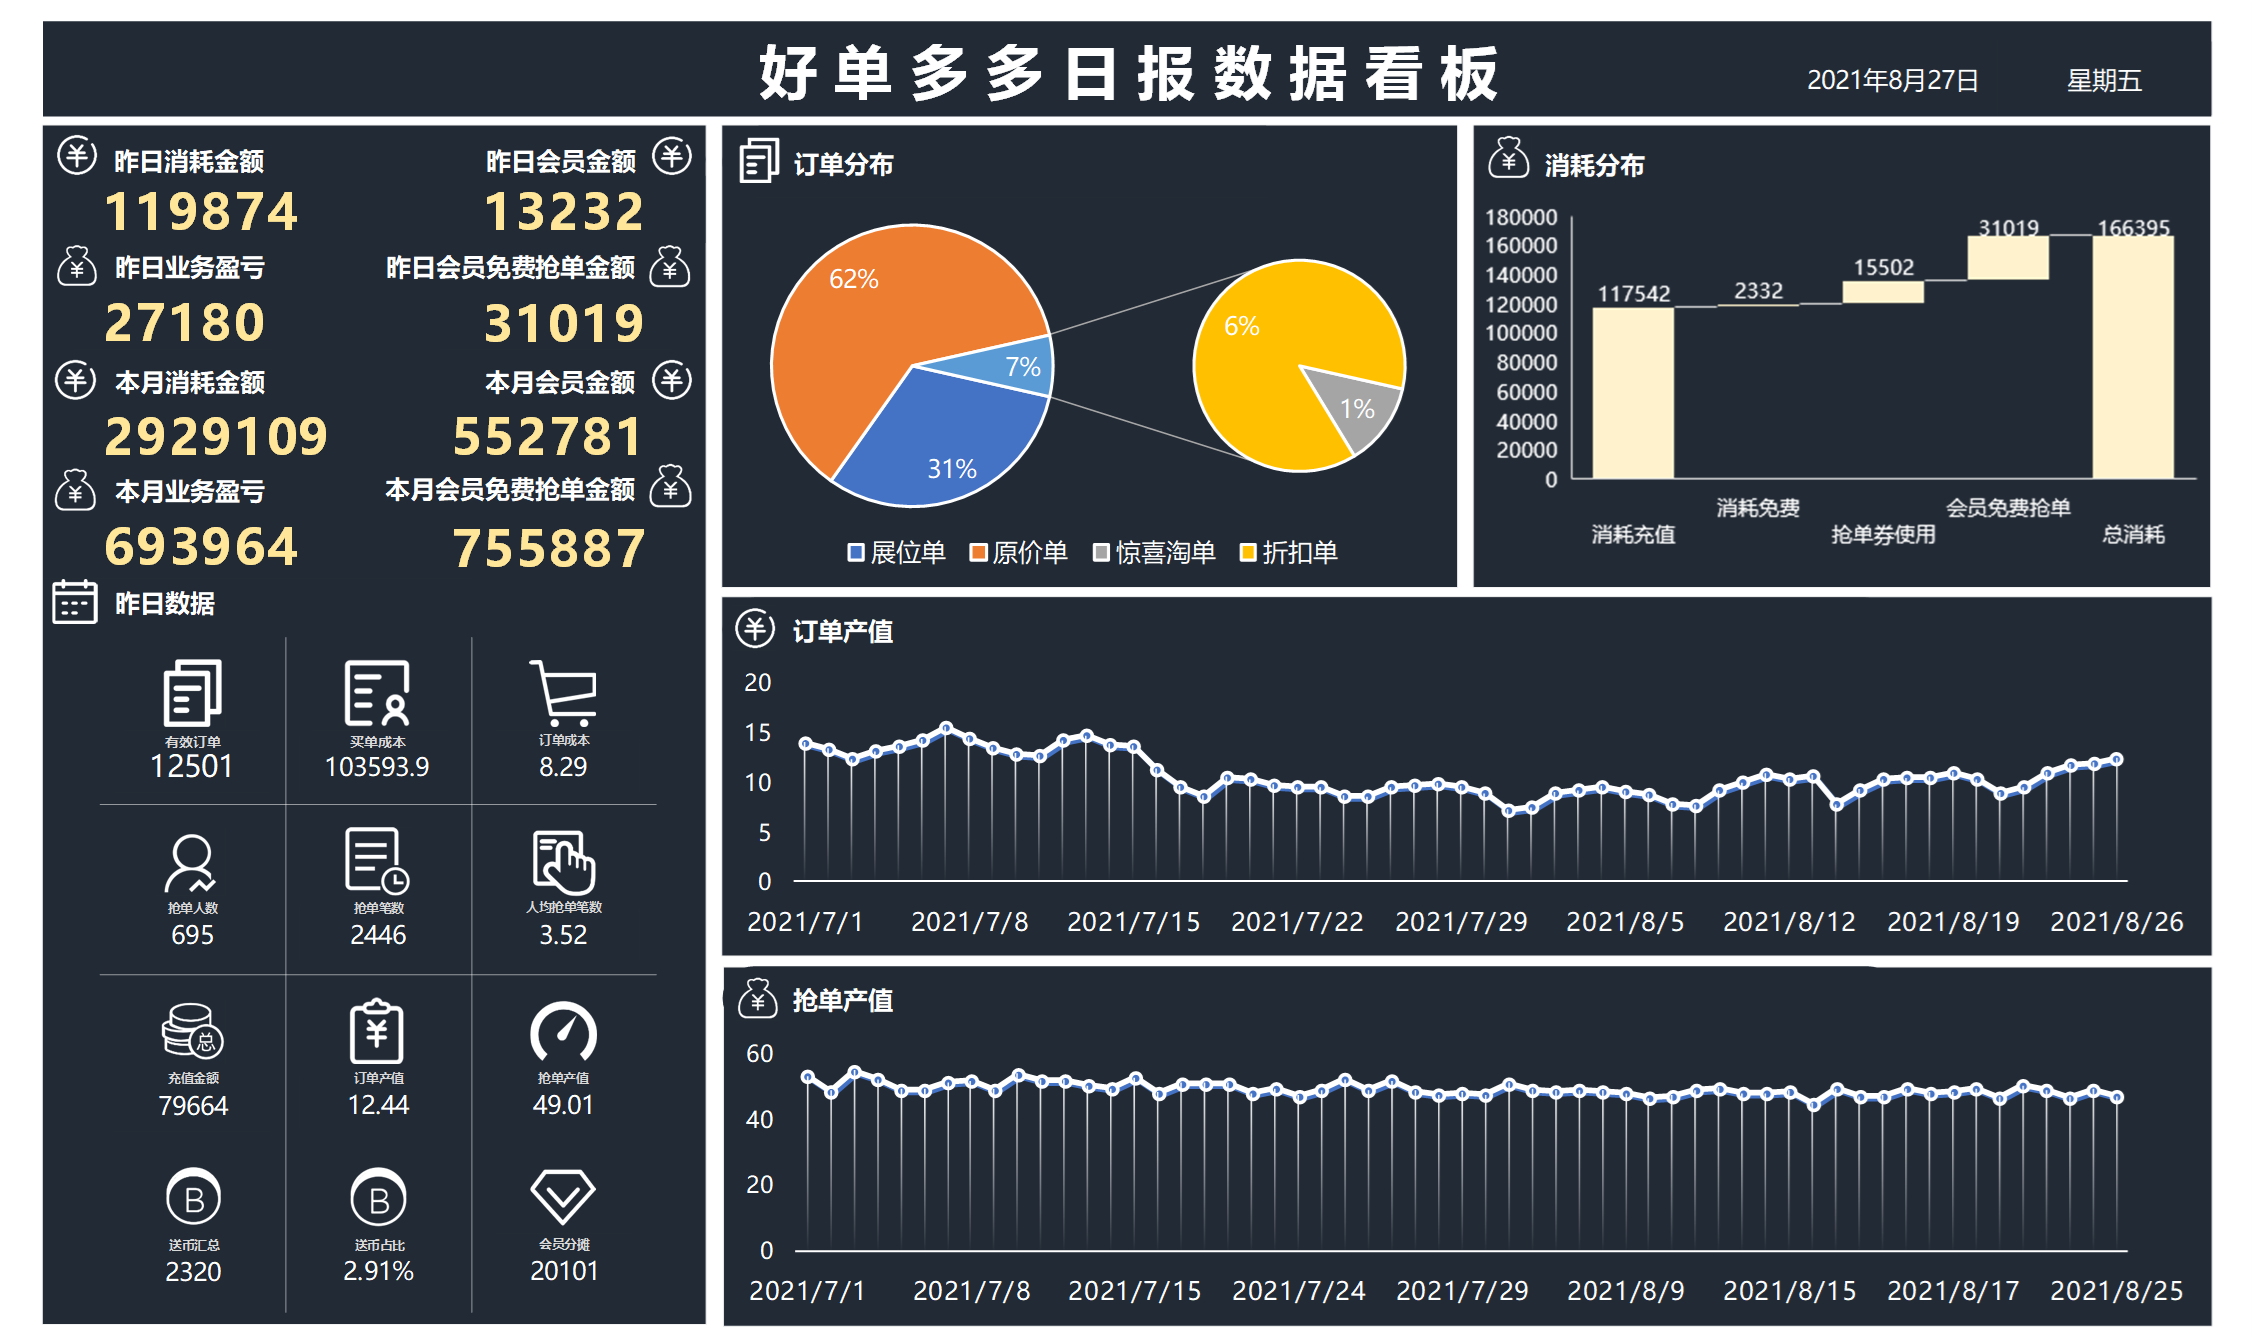 好单多多日报数据看板
2021年8月27日 星期五
昨日消耗金额 昨日会员金额
119874 13232
昨日业务盈亏 昨日会员免费抢单金额
27180 31019
本月消耗金额 本月会员金额
2929109 552781
本月业务盈亏 本月会员免费抢单金额
693964 755887
昨日数据
有效订单 买单成本 订单成本
12501 103593.9 8.29
抢单人数 抢单笔数 人均抢单笔数
695 2446 3.52
总
充值金额 订单产值 抢单产值
79664 12.44 49.01
B B
送币汇总 送币占比 会员分摊
2320 2.91% 20101
订单分布
62%
7%
31%
6%
1%
展位单 原价单 惊喜淘单 折扣单
消耗分布
180000
160000
140000
120000
100000
80000
60000
40000
20000
0
117542
2332
15502
31019
166395
消耗充值
消耗免费
抢单券使用
会员免费抢单
总消耗
订单产值
20
15
10
5
0
2021/7/1 2021/7/8 2021/7/15 2021/7/22 2021/7/29 2021/8/5 2021/8/12 2021/8/19 2021/8/26
抢单产值
60
40
20
0
2021/7/1 2021/7/8 2021/7/15 2021/7/24 2021/7/29 2021/8/9 2021/8/15 2021/8/17 2021/8/25